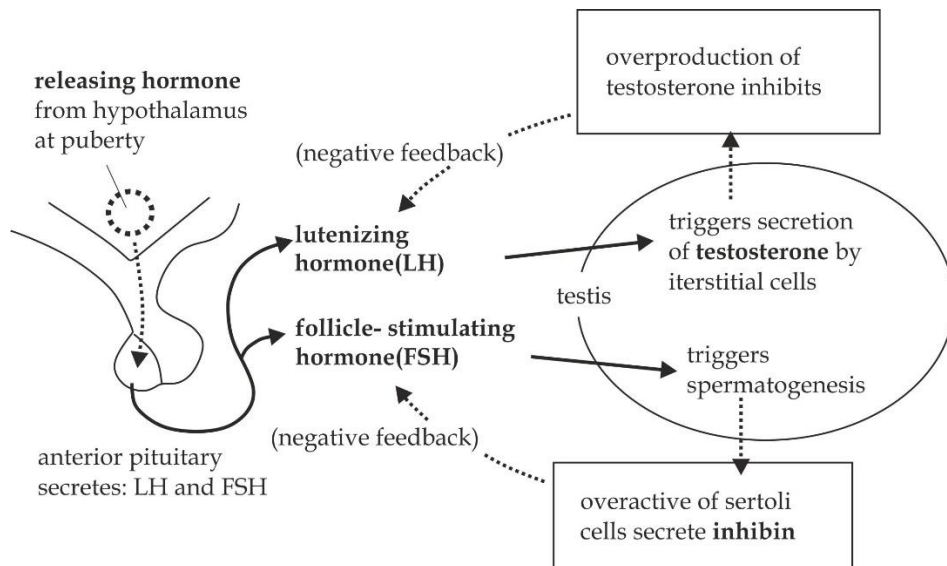 releasing hormone
from hypothalamus
at puberty
anterior pituitary
secretes: LH and FSH
(negative feedback)
lutenizing
hormone(LH)
follicle- stimulating
hormone(FSH)
(negative feedback)
overproduction of
testosterone inhibits
testis
triggers secretion
of testosterone by
iterstitial cells
triggers
spermatogenesis
overactive of sertoli
cells secrete inhibin